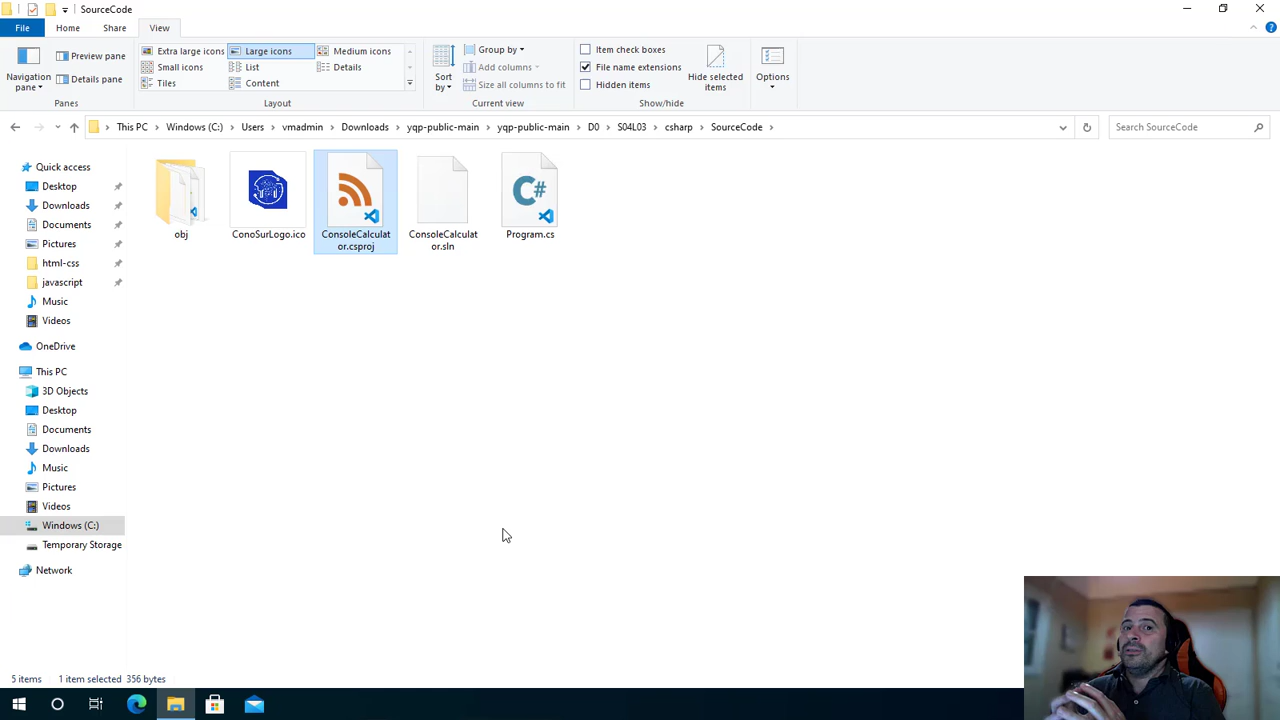 SourceCode
File Home Share View
Navigation pane
Preview pane
Details pane
Panes
Extra large icons Large icons Medium icons
Small icons List Details
Tiles Content
Layout
Sort by
Group by
Add columns
Size all columns to fit
Current view
Item check boxes
File name extensions
Hidden items
Hide selected items
Show/hide
Options
This PC Windows (C:) Users vmadmin Downloads yqp-public-main yqp-public-main D0 S04L03 csharp SourceCode
Search SourceCode
Quick access
Desktop
Downloads
Documents
Pictures
html-css
javascript
Music
Videos
OneDrive
This PC
3D Objects
Desktop
Documents
Downloads
Music
Pictures
Videos
Windows (C:)
Temporary Storage
Network
obj
ConoSurLogo.ico
ConsoleCalculat
or.csproj
ConsoleCalculat
or.sln
C#
Program.cs
5 items 1 item selected 356 bytes